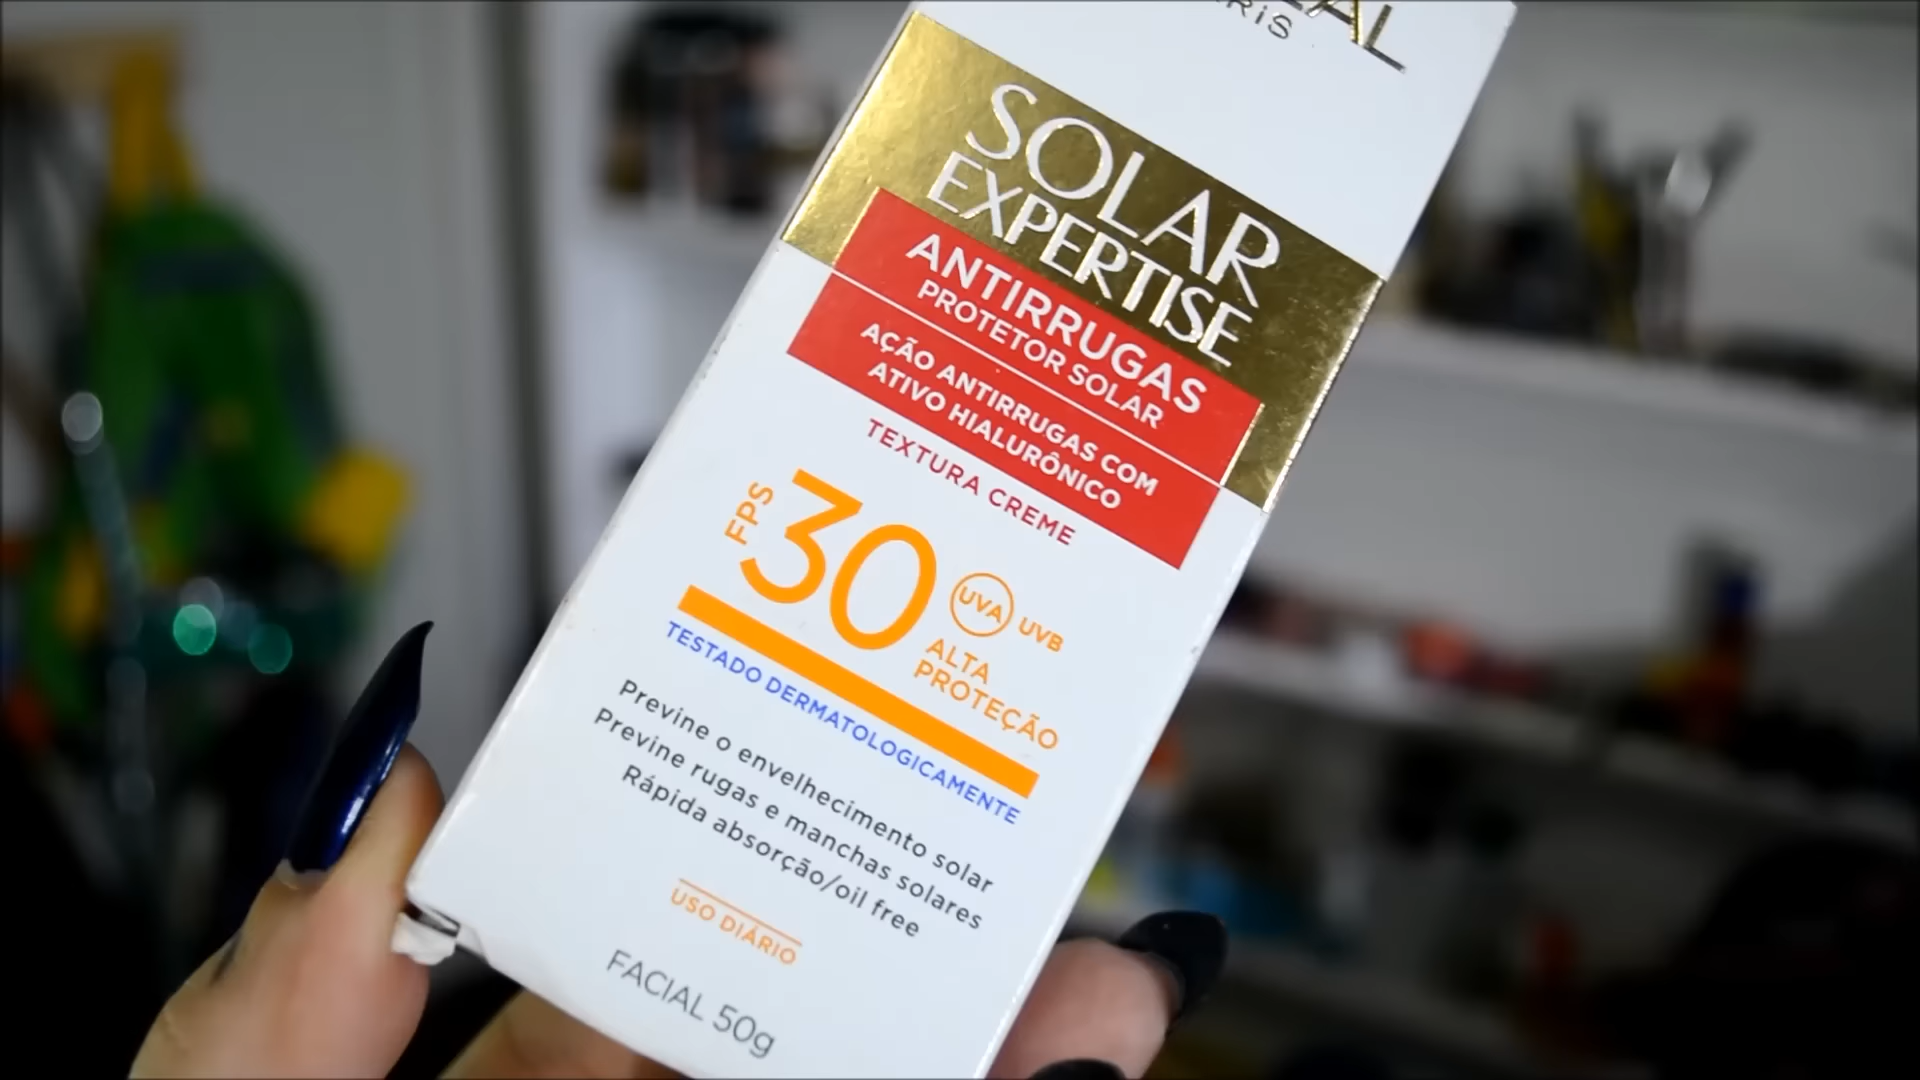 PARIS
SOLAR
EXPERTISE
ANTIRRUGAS
PROTETOR SOLAR
AÇÃO ANTIRRUGAS COM
ATIVO HIALURÔNICO
TEXTURA CREME
FPS 30 UVA UVB
ALTA
PROTEÇÃO
TESTADO DERMATOLOGICAMENTE
Previne o envelhecimento solar
Previne rugas e manchas solares
Rápida absorção/oil free
USO DIÁRIO
FACIAL 50g